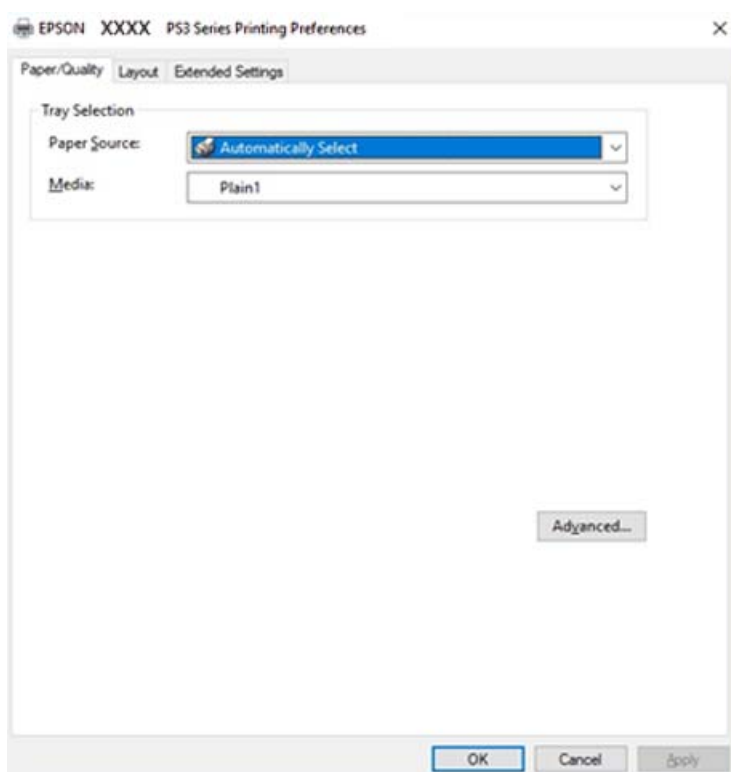 EPSON XXXX PS3 Series Printing Preferences
Paper/Quality Layout Extended Settings
Tray Selection
Paper Source: Automatically Select
Media: Plain1
Advanced...
OK Cancel Apply